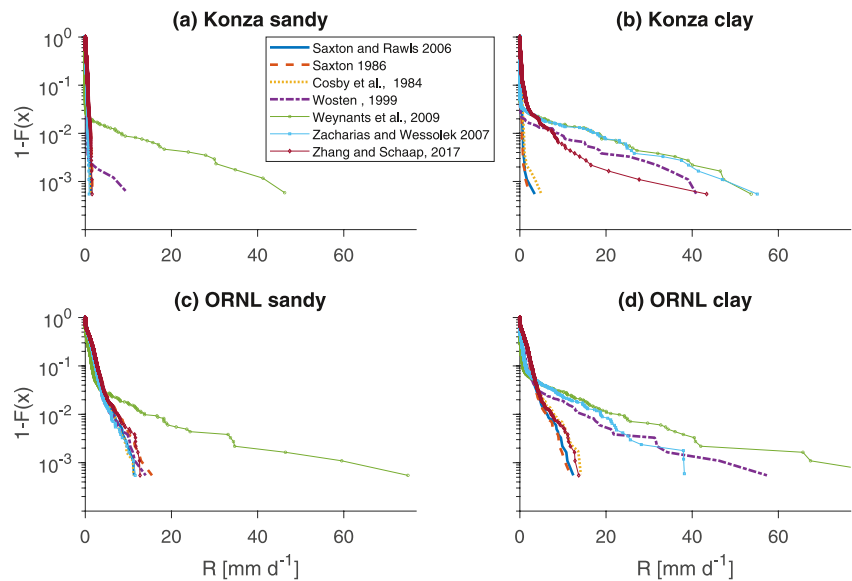 (a) Konza sandy
(b) Konza clay
Saxton and Rawls 2006
Saxton 1986
Cosby et al., 1984
Wosten , 1999
Weynants et al., 2009
Zacharias and Wessolek 2007
Zhang and Schaap, 2017
1-F(x)
10^0
10^-1
10^-2
10^-3
0 20 40 60
10^0
10^-1
10^-2
10^-3
0 20 40 60
(c) ORNL sandy
(d) ORNL clay
1-F(x)
10^0
10^-1
10^-2
10^-3
0 20 40 60
R [mm d^-1]
10^0
10^-1
10^-2
10^-3
0 20 40 60
R [mm d^-1]